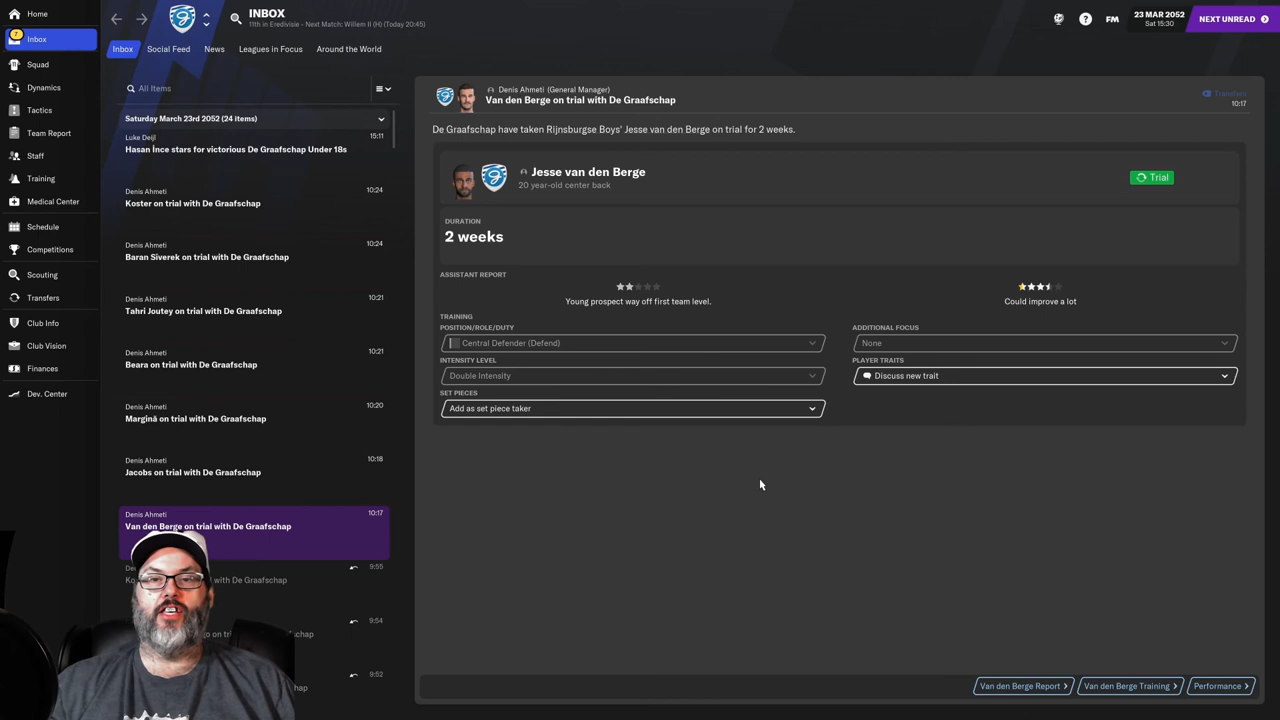 INBOX
11th in Eredivisie - Next Match: Willem II (H) (Today 20:45)
FM
23 MAR 2052
Sat 15:30
NEXT UNREAD
Home
7
Inbox
Squad
Dynamics
Tactics
Team Report
Staff
Training
Medical Center
Schedule
Competitions
Scouting
Transfers
Club Info
Club Vision
Finances
Dev. Center
Inbox
Social Feed
News
Leagues in Focus
Around the World
All Items
Saturday March 23rd 2052 (24 items)
Luke Deijl
15:11
Hasan İnce stars for victorious De Graafschap Under 18s
Denis Ahmeti
10:24
Koster on trial with De Graafschap
Denis Ahmeti
10:24
Baran Siverek on trial with De Graafschap
Denis Ahmeti
10:21
Tahri Joutey on trial with De Graafschap
Denis Ahmeti
10:21
Beara on trial with De Graafschap
Denis Ahmeti
10:20
Margină on trial with De Graafschap
Denis Ahmeti
10:18
Jacobs on trial with De Graafschap
Denis Ahmeti
10:17
Van den Berge on trial with De Graafschap
9:55
with De Graafschap
9:54
9:52
Denis Ahmeti (General Manager)
Van den Berge on trial with De Graafschap
Transfers
10:17
De Graafschap have taken Rijnsburgse Boys' Jesse van den Berge on trial for 2 weeks.
Jesse van den Berge
20 year-old center back
Trial
DURATION
2 weeks
ASSISTANT REPORT
Young prospect way off first team level.
Could improve a lot
TRAINING
POSITION/ROLE/DUTY
Central Defender (Defend)
ADDITIONAL FOCUS
None
INTENSITY LEVEL
Double Intensity
PLAYER TRAITS
Discuss new trait
SET PIECES
Add as set piece taker
Van den Berge Report
Van den Berge Training
Performance